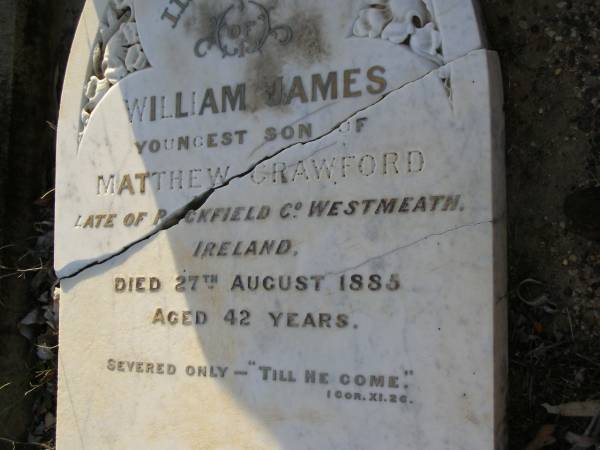 OF
WILLIAM JAMES
YOUNGEST SON OF
MATTHEW CRAWFORD
LATE OF ROCKFIELD CO. WESTMEATH.
IRELAND.
DIED 27TH AUGUST 1885
AGED 42 YEARS.
SEVERED ONLY — "TILL HE COME."
1 COR. XI. 26.